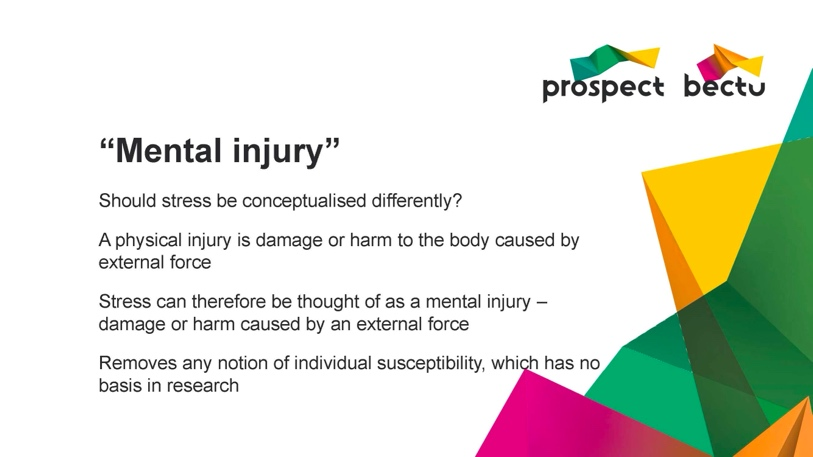 prospect bectu
“Mental injury”
Should stress be conceptualised differently?
A physical injury is damage or harm to the body caused by
external force
Stress can therefore be thought of as a mental injury –
damage or harm caused by an external force
Removes any notion of individual susceptibility, which has no
basis in research